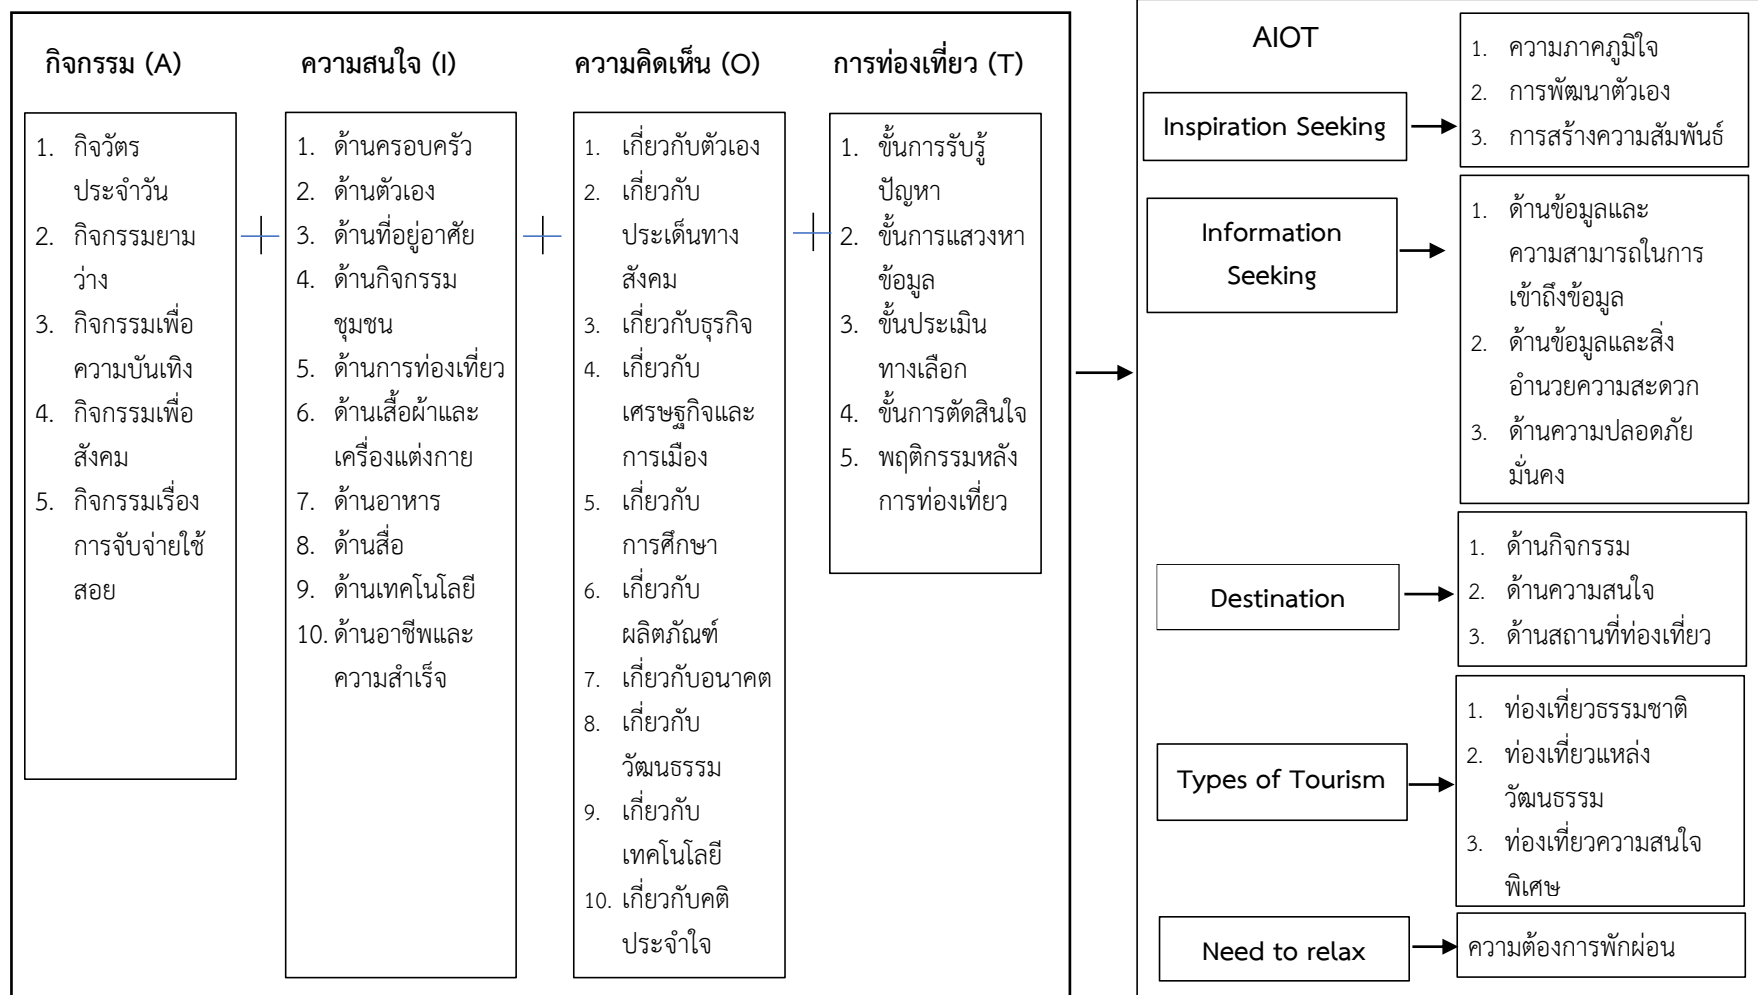 กิจกรรม (A)
1. กิจวัตร
ประจำวัน
2. กิจกรรมยาม
ว่าง
3. กิจกรรมเพื่อ
ความบันเทิง
4. กิจกรรมเพื่อ
สังคม
5. กิจกรรมเรื่อง
การจับจ่ายใช้
สอย
ความสนใจ (I)
1. ด้านครอบครัว
2. ด้านตัวเอง
3. ด้านที่อยู่อาศัย
4. ด้านกิจกรรม
ชุมชน
5. ด้านการท่องเที่ยว
6. ด้านเสื้อผ้าและ
เครื่องแต่งกาย
7. ด้านอาหาร
8. ด้านสื่อ
9. ด้านเทคโนโลยี
10. ด้านอาชีพและ
ความสำเร็จ
ความคิดเห็น (O)
1. เกี่ยวกับตัวเอง
2. เกี่ยวกับ
ประเด็นทาง
สังคม
3. เกี่ยวกับธุรกิจ
4. เกี่ยวกับ
เศรษฐกิจและ
การเมือง
5. เกี่ยวกับ
การศึกษา
6. เกี่ยวกับ
ผลิตภัณฑ์
7. เกี่ยวกับอนาคต
8. เกี่ยวกับ
วัฒนธรรม
9. เกี่ยวกับ
เทคโนโลยี
10. เกี่ยวกับคติ
ประจำใจ
การท่องเที่ยว (T)
1. ขั้นการรับรู้
ปัญหา
2. ขั้นการแสวงหา
ข้อมูล
3. ขั้นประเมิน
ทางเลือก
4. ขั้นการตัดสินใจ
5. พฤติกรรมหลัง
การท่องเที่ยว
AIOT
Inspiration Seeking
1. ความภาคภูมิใจ
2. การพัฒนาตัวเอง
3. การสร้างความสัมพันธ์
Information
Seeking
1. ด้านข้อมูลและ
ความสามารถในการ
เข้าถึงข้อมูล
2. ด้านข้อมูลและสิ่ง
อำนวยความสะดวก
3. ด้านความปลอดภัย
มั่นคง
Destination
1. ด้านกิจกรรม
2. ด้านความสนใจ
3. ด้านสถานที่ท่องเที่ยว
Types of Tourism
1. ท่องเที่ยวธรรมชาติ
2. ท่องเที่ยวแหล่ง
วัฒนธรรม
3. ท่องเที่ยวความสนใจ
พิเศษ
Need to relax
ความต้องการพักผ่อน